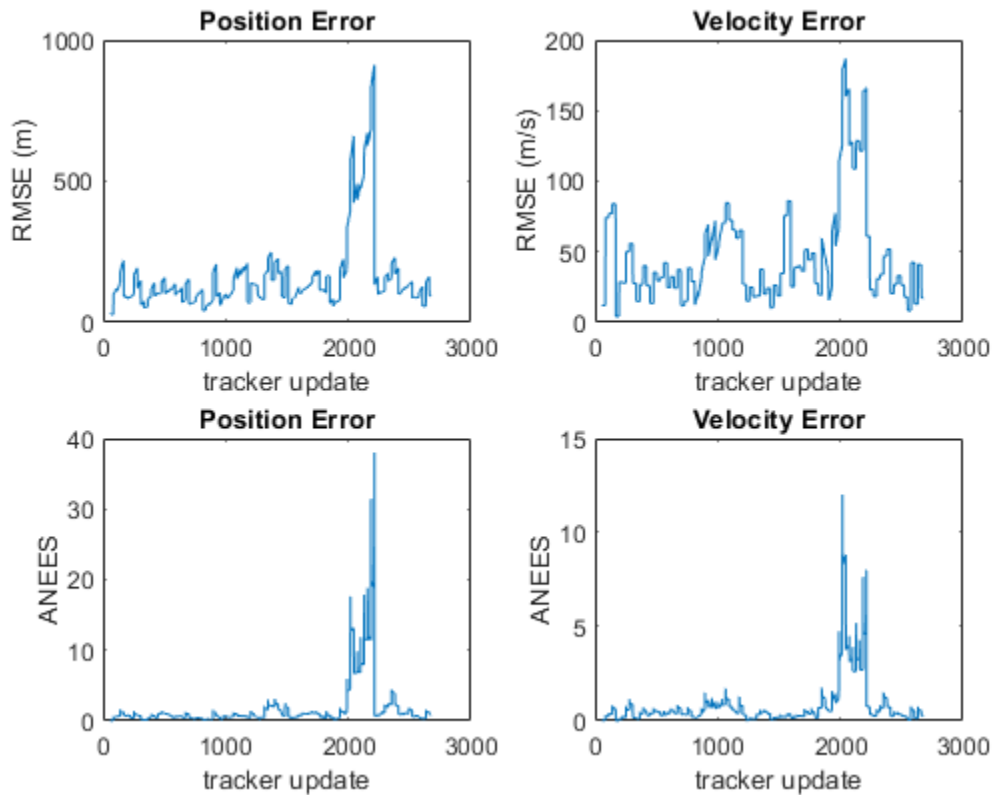 Position Error
RMSE (m)
1000
500
0
0 1000 2000 3000
tracker update
Velocity Error
RMSE (m/s)
200
150
100
50
0
0 1000 2000 3000
tracker update
Position Error
ANEES
40
30
20
10
0
0 1000 2000 3000
tracker update
Velocity Error
ANEES
15
10
5
0
0 1000 2000 3000
tracker update